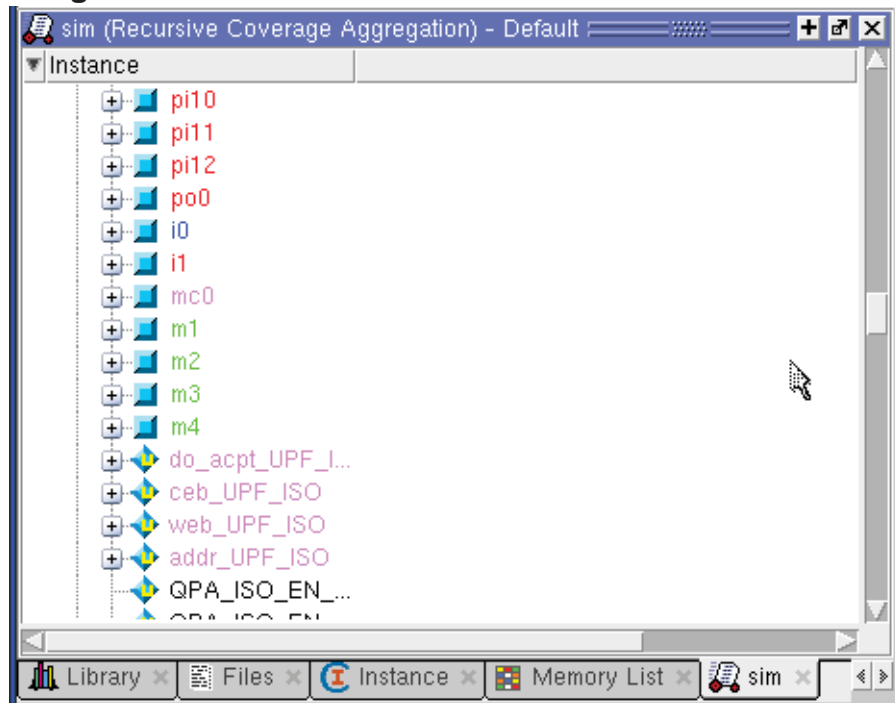 sim (Recursive Coverage Aggregation) - Default
Instance
pi10
pi11
pi12
po0
i0
i1
mc0
m1
m2
m3
m4
do_acpt_UPF_I...
ceb_UPF_ISO
web_UPF_ISO
addr_UPF_ISO
QPA_ISO_EN_...
Library Files Instance Memory List sim